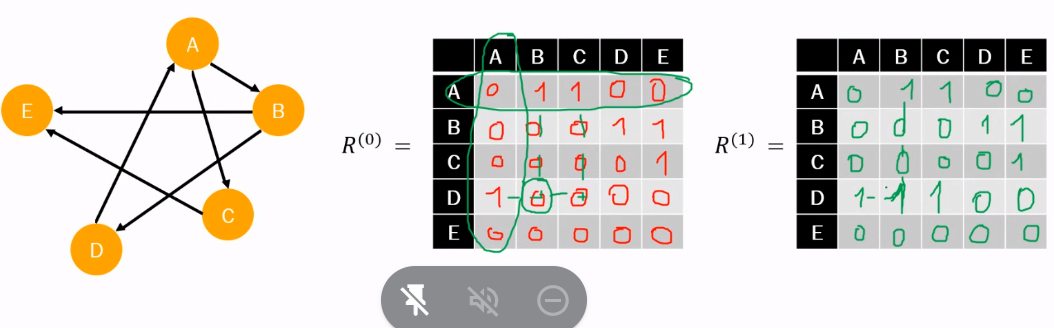 A
E
B
C
D
R^(0) =
A B C D E
A 0 1 1 0 0
B 0 0 0 1 1
C 0 0 0 0 1
D 1 0 0 0 0
E 0 0 0 0 0
R^(1) =
A B C D E
A 0 1 1 0 0
B 0 0 0 1 1
C 0 0 0 0 1
D 1 1 1 0 0
E 0 0 0 0 0